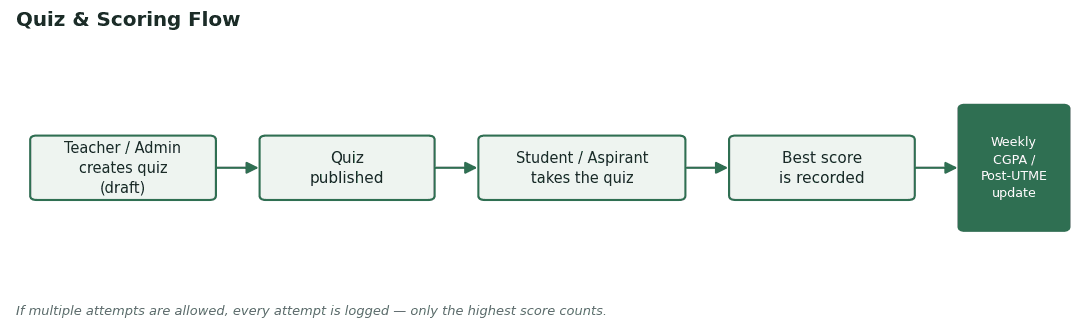 Quiz & Scoring Flow
Teacher / Admin
creates quiz
(draft)
Quiz
published
Student / Aspirant
takes the quiz
Best score
is recorded
Weekly
CGPA /
Post-UTME
update
If multiple attempts are allowed, every attempt is logged — only the highest score counts.